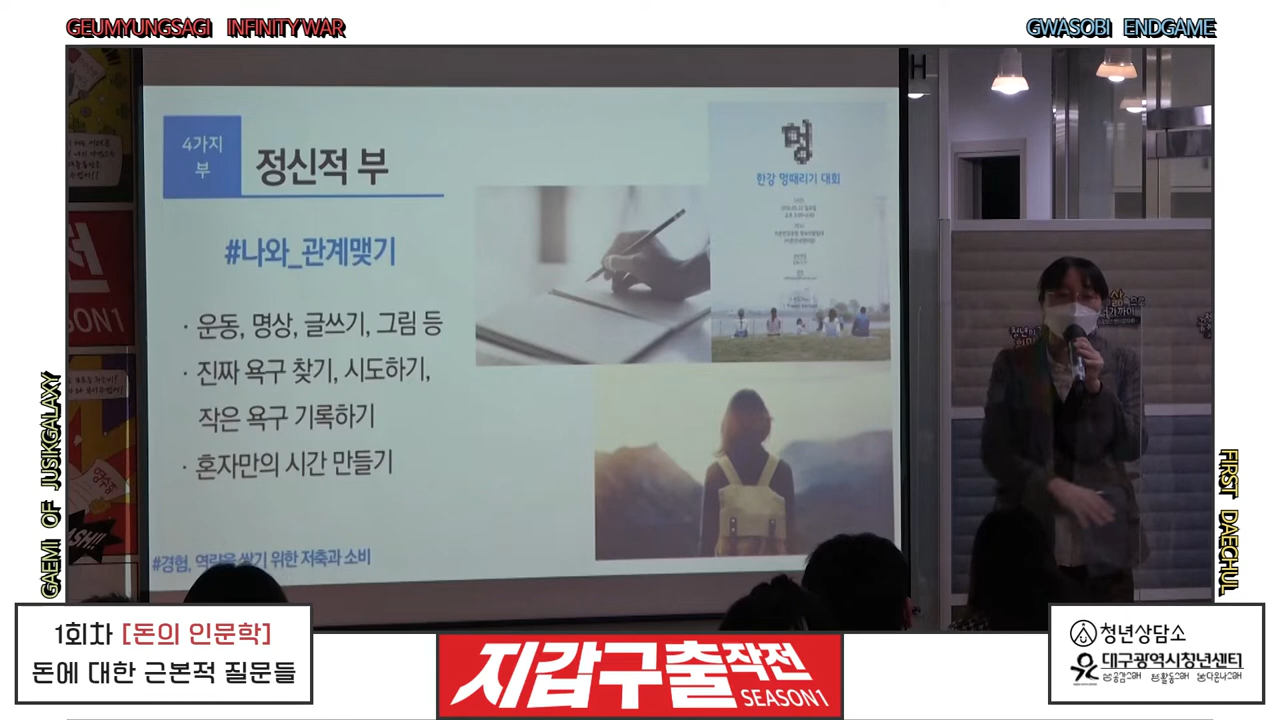 GEUMYUNGSAGI INFINITY WAR
GWASOBI ENDGAME
4가지
부
정신적 부
#나와_관계맺기
· 운동, 명상, 글쓰기, 그림 등
· 진짜 욕구 찾기, 시도하기,
작은 욕구 기록하기
· 혼자만의 시간 만들기
#경험, 역량을 쌓기 위한 저축과 소비
멍
한강 멍때리기 대회
H
SON1
GAEMI OF JUSIKGALAXY
FIRST DAECHUL
1회차 [돈의 인문학]
돈에 대한 근본적 질문들
지갑구출작전
SEASON1
청년상담소
대구광역시청년센터